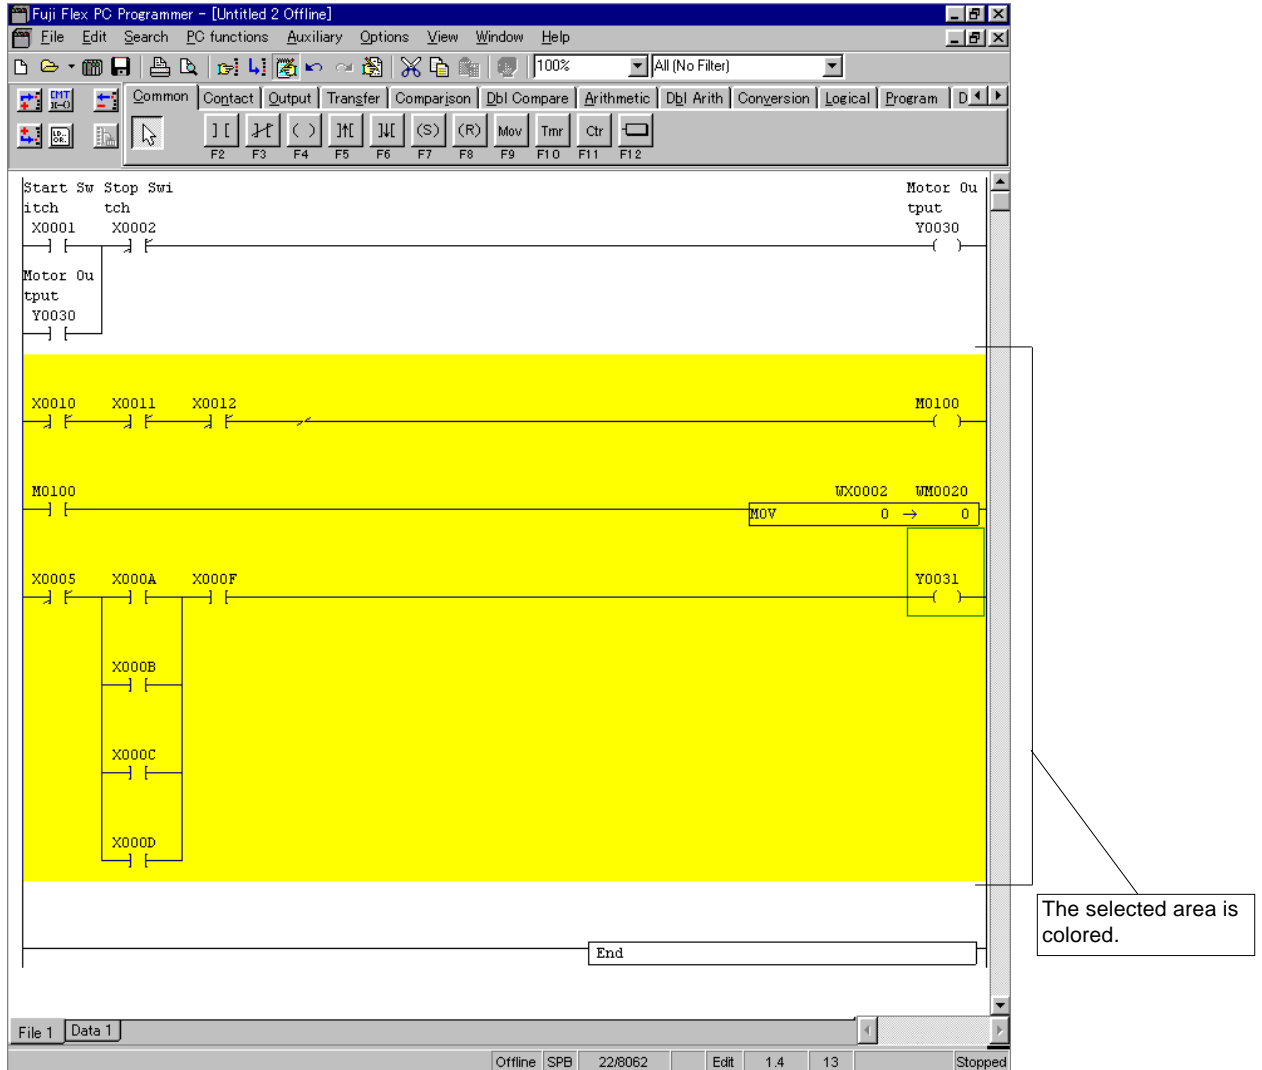 Fuji Flex PC Programmer - [Untitled 2 Offline]
File Edit Search PC functions Auxiliary Options View Window Help
100% All (No Filter)
CMT
Common Contact Output Transfer Comparison Dbl Compare Arithmetic Dbl Arith Conversion Logical Program D
LD.
OR.
(S) (R) Mov Tmr Ctr
F2 F3 F4 F5 F6 F7 F8 F9 F10 F11 F12
Start Sw Stop Swi Motor Ou
itch tch tput
X0001 X0002 Y0030
Motor Ou
tput
Y0030
X0010 X0011 X0012 M0100
M0100 WX0002 WM0020
MOV 0 → 0
X0005 X000A X000F Y0031
X000B
X000C
X000D
The selected area is
colored.
End
File 1 Data 1
Offline SPB 22/8062 Edit 1.4 13 Stopped